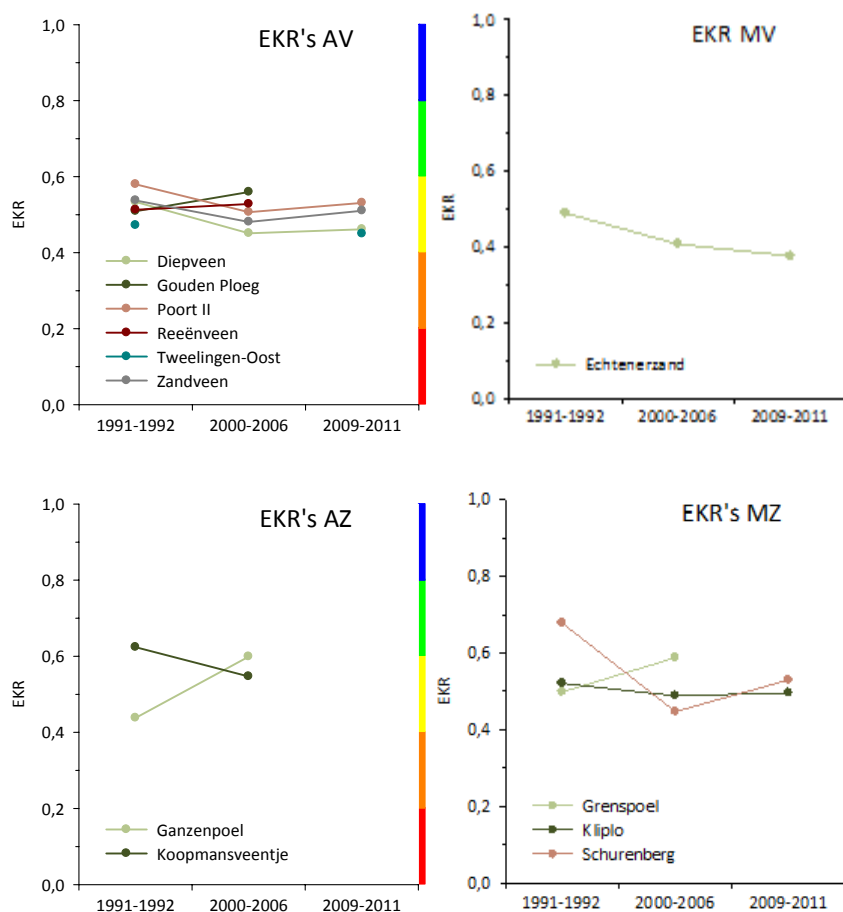 EKR's AV
1,0
0,8
0,6
0,4
0,2
0,0
EKR
Diepveen
Gouden Ploeg
Poort II
Reeënveen
Tweelingen-Oost
Zandveen
1991-1992
2000-2006
2009-2011
EKR MV
1,0
0,8
0,6
0,4
0,2
0,0
EKR
Echtenerzand
1991-1992
2000-2006
2009-2011
EKR's AZ
1,0
0,8
0,6
0,4
0,2
0,0
EKR
Ganzenpoel
Koopmansveentje
1991-1992
2000-2006
2009-2011
EKR's MZ
1,0
0,8
0,6
0,4
0,2
0,0
EKR
Grenspoel
Kliplo
Schurenberg
1991-1992
2000-2006
2009-2011